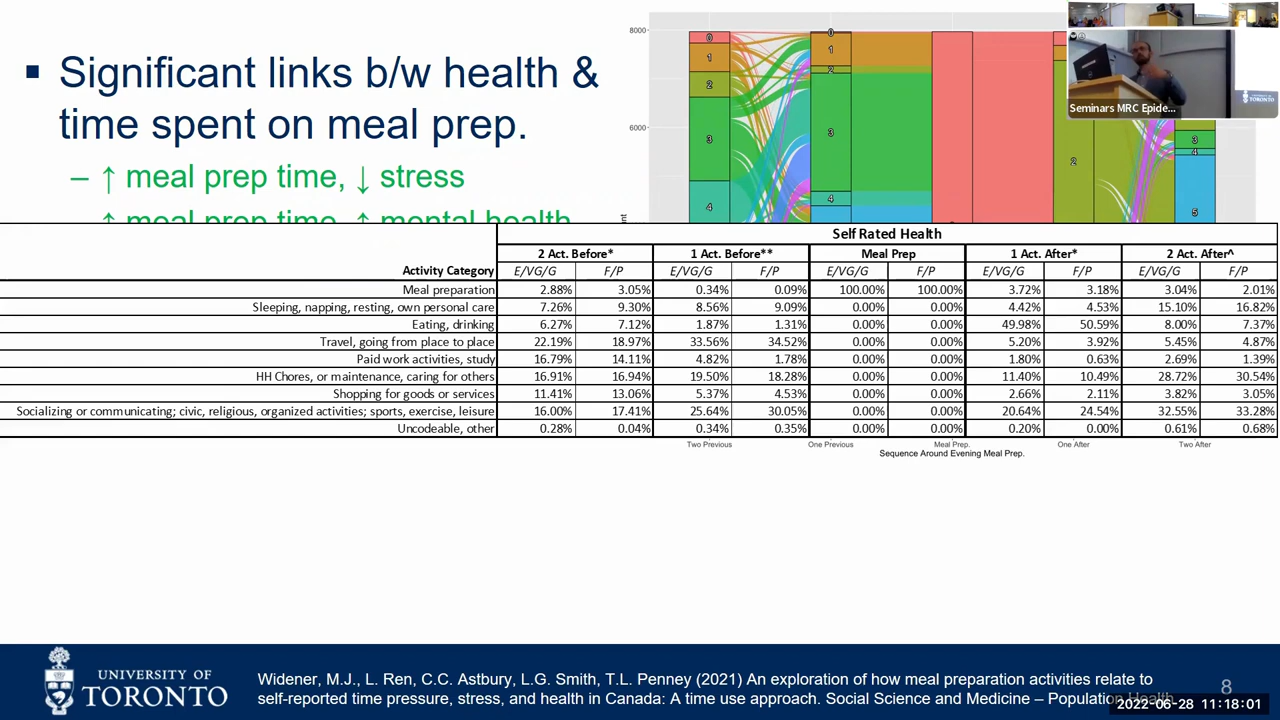 ▪ Significant links b/w health &
time spent on meal prep.
– ↑ meal prep time, ↓ stress
↑ meal prep time, ↑ mental health
8000
6000
0
1
2
3
4
0
1
2
3
4
2
3
4
5
Seminars MRC Epide...
UNIVERSITY OF
TORONTO
Self Rated Health
2 Act. Before* 1 Act. Before** Meal Prep 1 Act. After* 2 Act. After^
Activity Category E/VG/G F/P E/VG/G F/P E/VG/G F/P E/VG/G F/P E/VG/G F/P
Meal preparation 2.88% 3.05% 0.34% 0.09% 100.00% 100.00% 3.72% 3.18% 3.04% 2.01%
Sleeping, napping, resting, own personal care 7.26% 9.30% 8.56% 9.09% 0.00% 0.00% 4.42% 4.53% 15.10% 16.82%
Eating, drinking 6.27% 7.12% 1.87% 1.31% 0.00% 0.00% 49.98% 50.59% 8.00% 7.37%
Travel, going from place to place 22.19% 18.97% 33.56% 34.52% 0.00% 0.00% 5.20% 3.92% 5.45% 4.87%
Paid work activities, study 16.79% 14.11% 4.82% 1.78% 0.00% 0.00% 1.80% 0.63% 2.69% 1.39%
HH Chores, or maintenance, caring for others 16.91% 16.94% 19.50% 18.28% 0.00% 0.00% 11.40% 10.49% 28.72% 30.54%
Shopping for goods or services 11.41% 13.06% 5.37% 4.53% 0.00% 0.00% 2.66% 2.11% 3.82% 3.05%
Socializing or communicating; civic, religious, organized activities; sports, exercise, leisure 16.00% 17.41% 25.64% 30.05% 0.00% 0.00% 20.64% 24.54% 32.55% 33.28%
Uncodeable, other 0.28% 0.04% 0.34% 0.35% 0.00% 0.00% 0.20% 0.00% 0.61% 0.68%
Two Previous One Previous Meal Prep. One After Two After
Sequence Around Evening Meal Prep.
UNIVERSITY OF
TORONTO
Widener, M.J., L. Ren, C.C. Astbury, L.G. Smith, T.L. Penney (2021) An exploration of how meal preparation activities relate to
self-reported time pressure, stress, and health in Canada: A time use approach. Social Science and Medicine – Population Health
8
2022-06-28 11:18:01